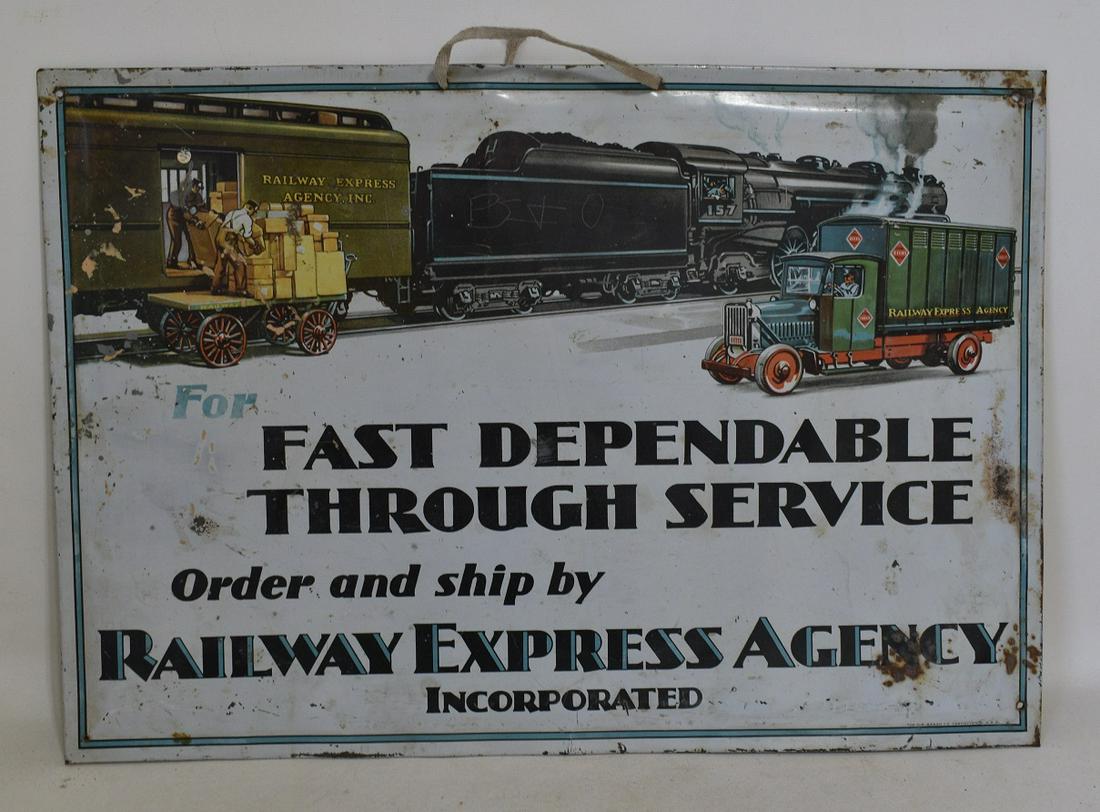 RAILWAY EXPRESS
AGENCY, INC.
B & O
157
RAILWAY EXPRESS AGENCY
For
FAST DEPENDABLE
THROUGH SERVICE
Order and ship by
RAILWAY EXPRESS AGENCY
INCORPORATED